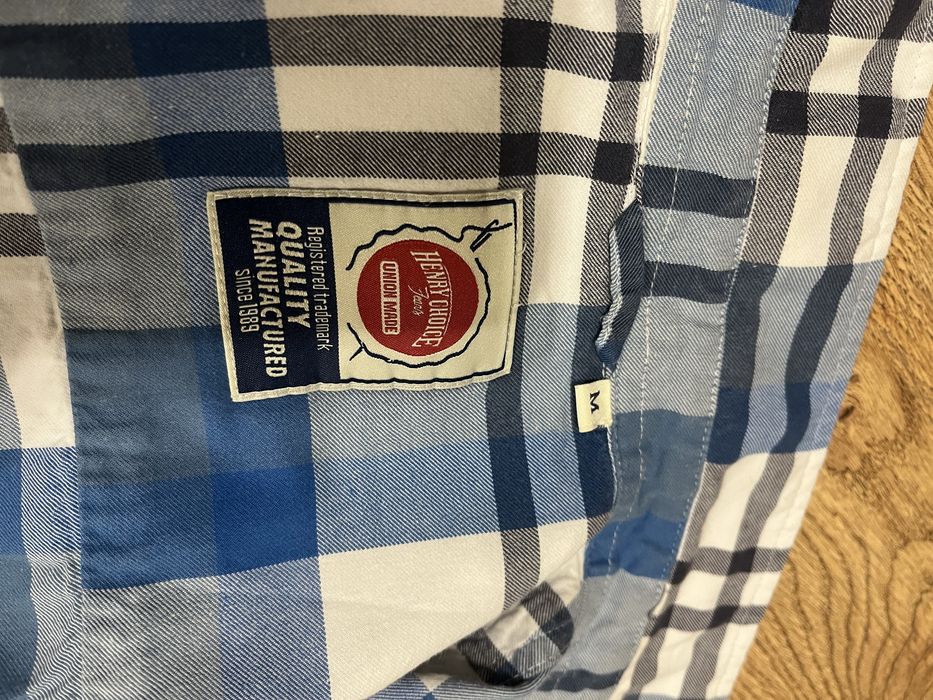 HENRY CHOICE
UNION MADE
Registered trademark
QUALITY
MANUFACTURED
Since 1989
M